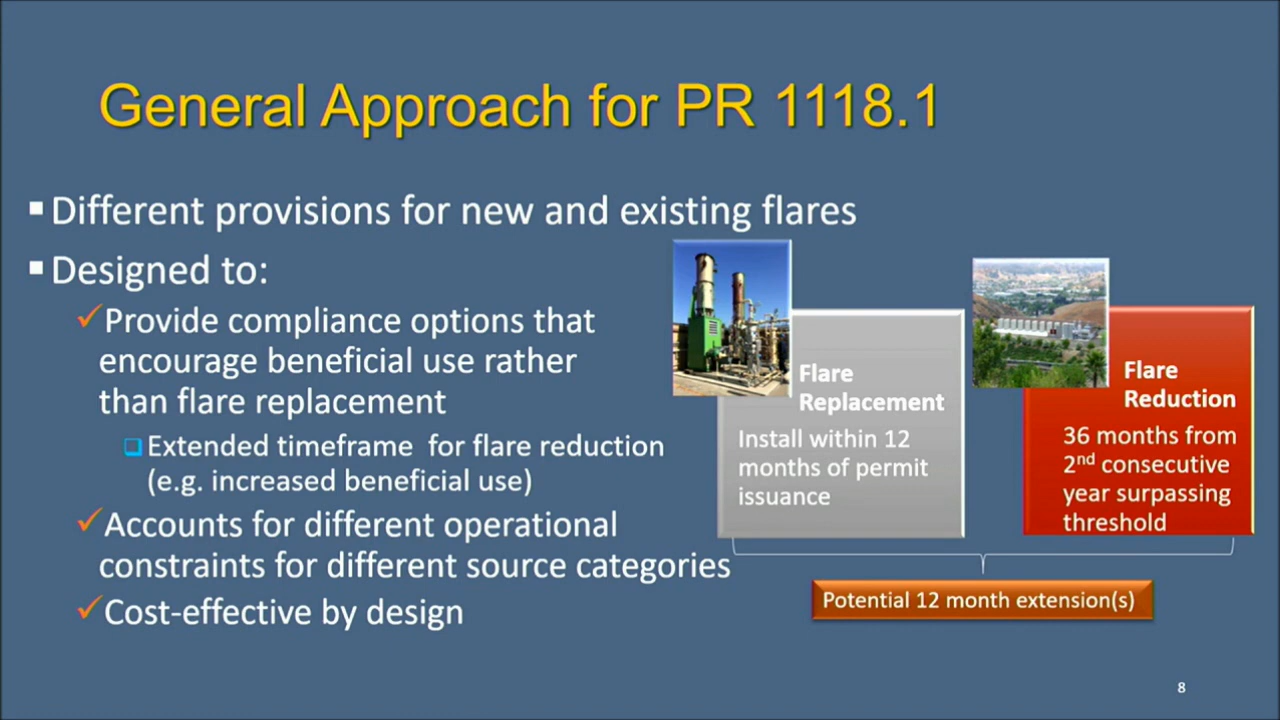 General Approach for PR 1118.1
▪ Different provisions for new and existing flares
▪ Designed to:
✓Provide compliance options that
encourage beneficial use rather
than flare replacement
❑ Extended timeframe for flare reduction
(e.g. increased beneficial use)
✓Accounts for different operational
constraints for different source categories
✓Cost-effective by design
Flare
Replacement
Install within 12
months of permit
issuance
Flare
Reduction
36 months from
2nd consecutive
year surpassing
threshold
Potential 12 month extension(s)
8